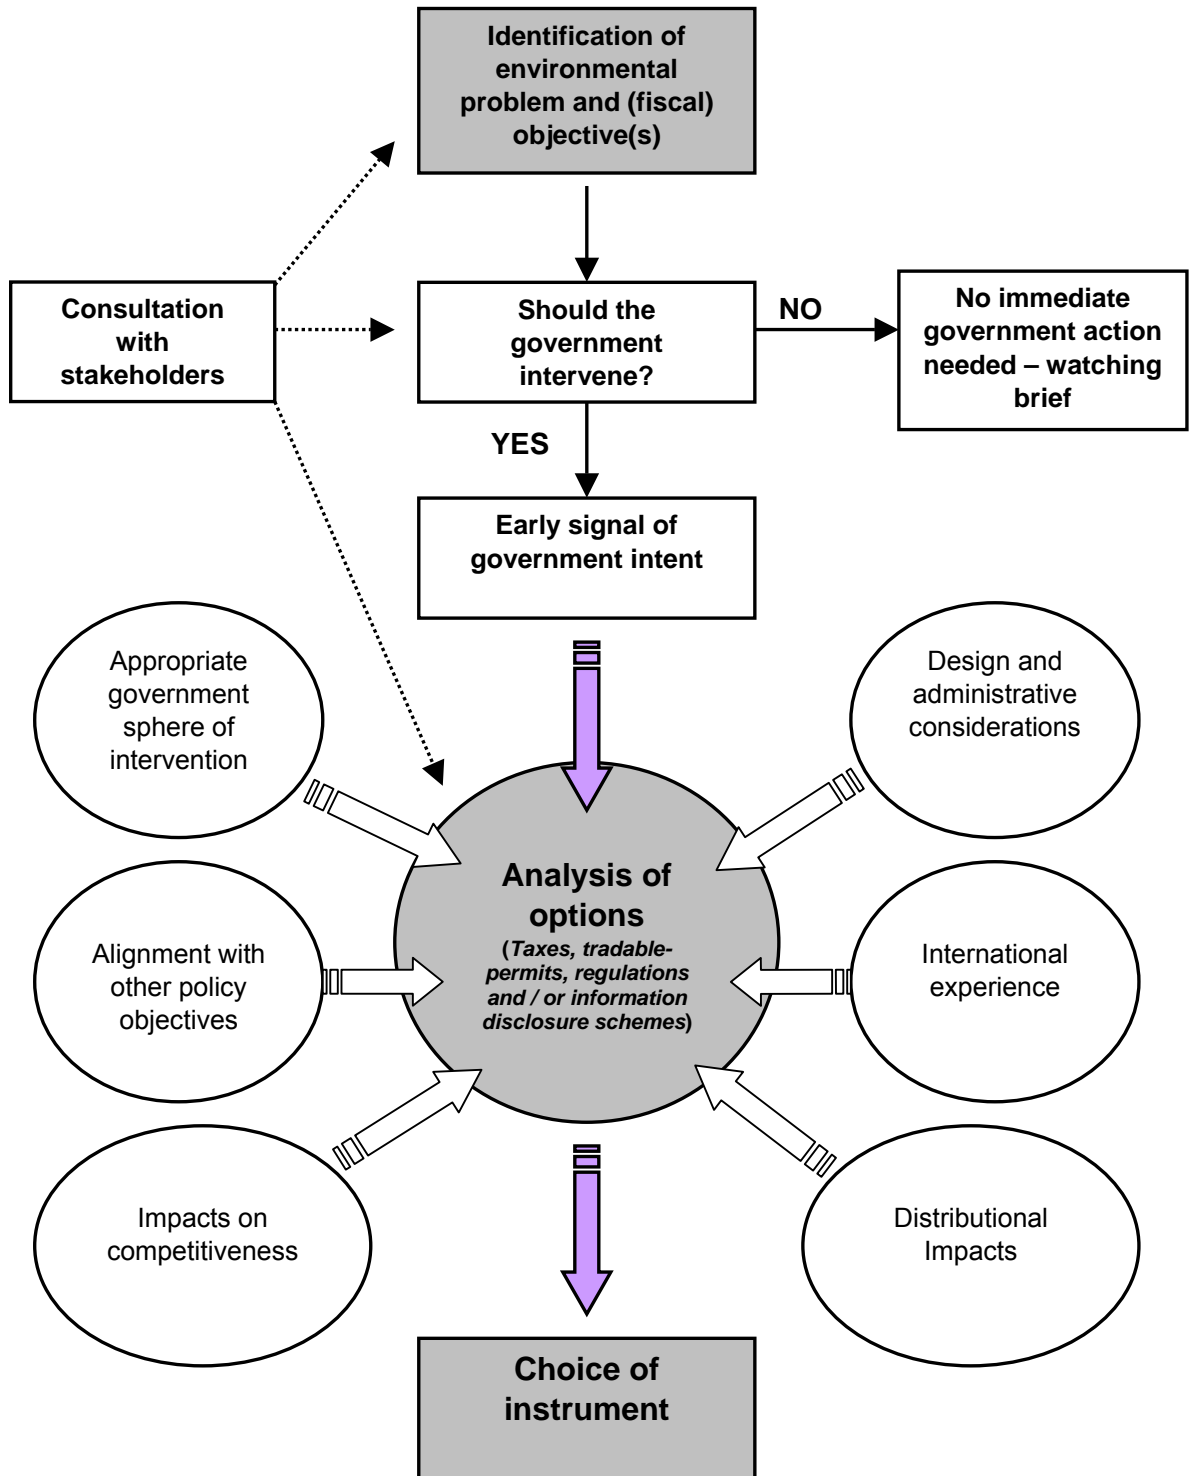 Identification of
environmental
problem and (fiscal)
objective(s)
Consultation
with
stakeholders
Should the
government
intervene?
NO
No immediate
government action
needed – watching
brief
YES
Early signal of
government intent
Appropriate
government
sphere of
intervention
Design and
administrative
considerations
Analysis of
options
(Taxes, tradable-
permits, regulations
and / or information
disclosure schemes)
Alignment with
other policy
objectives
International
experience
Impacts on
competitiveness
Distributional
Impacts
Choice of
instrument